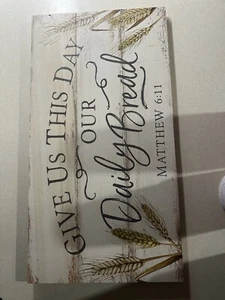 GIVE US THIS DAY
OUR
Daily Bread
MATTHEW 6:11